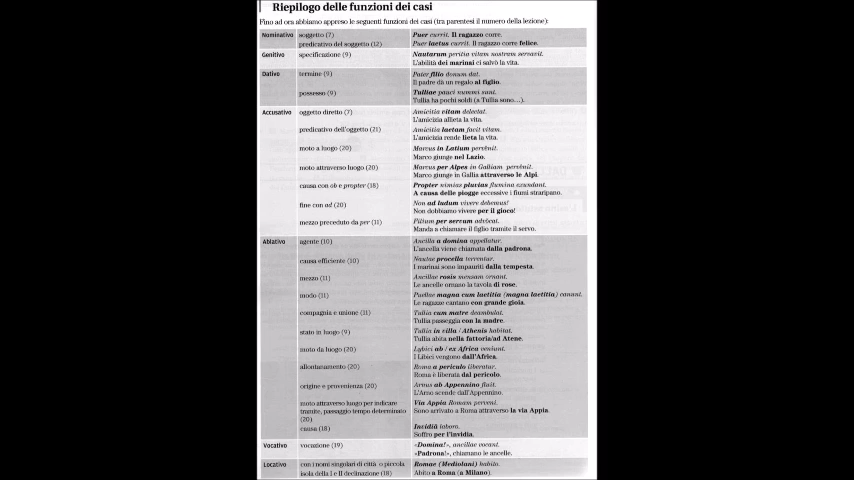 Riepilogo delle funzioni dei casi
Fino ad ora abbiamo appreso le seguenti funzioni dei casi (tra parentesi il numero della lezione):
Nominativo soggetto (7) Puer currit. Il ragazzo corre.
predicativo del soggetto (12) Puer laetus currit. Il ragazzo corre felice.
Genitivo specificazione (9) Nautarum peritia vitam nostram servavit.
L'abilità dei marinai ci salvò la vita.
Dativo termine (9) Pater filio donum dat.
Il padre dà un regalo al figlio.
possesso (9) Tulliae pauci nummi sunt.
Tullia ha pochi soldi (a Tullia sono...).
Accusativo oggetto diretto (7) Amicitia vitam delectat.
L'amicizia allieta la vita.
predicativo dell'oggetto (21) Amicitia laetam facit vitam.
L'amicizia rende lieta la vita.
moto a luogo (20) Marcus in Latium pervēnit.
Marco giunge nel Lazio.
moto attraverso luogo (20) Marcus per Alpes in Galliam pervēnit.
Marco giunge in Gallia attraverso le Alpi.
causa con ob e propter (18) Propter nimias pluvias flumina exundant.
A causa delle piogge eccessive i fiumi straripano.
fine con ad (20) Non ad ludum vivere debemus!
Non dobbiamo vivere per il gioco!
mezzo preceduto da per (11) Filium per servum advocat.
Manda a chiamare il figlio tramite il servo.
Ablativo agente (10) Ancilla a domina appellatur.
L'ancella viene chiamata dalla padrona.
causa efficiente (10) Nautae procella terrentur.
I marinai sono impauriti dalla tempesta.
mezzo (11) Ancillae rosis mensam ornant.
Le ancelle ornano la tavola di rose.
modo (11) Puellae magna cum laetitia (magna laetitia) canunt.
Le ragazze cantano con grande gioia.
compagnia e unione (11) Tullia cum matre deambulat.
Tullia passeggia con la madre.
stato in luogo (9) Tullia in villa / Athenis habitat.
Tullia abita nella fattoria/ad Atene.
moto da luogo (20) Lybici ab / ex Africa veniunt.
I Libici vengono dall'Africa.
allontanamento (20) Roma a periculo liberatur.
Roma è liberata dal pericolo.
origine e provenienza (20) Arnus ab Appennino fluit.
L'Arno scende dall'Appennino.
moto attraverso luogo per indicare Via Appia Romam perveni.
tramite, passaggio tempo determinato Sono arrivato a Roma attraverso la via Appia.
(20)
causa (18) Invidiā laboro.
Soffro per l'invidia.
Vocativo vocazione (19) «Domina!», ancillae vocant.
«Padrona!», chiamano le ancelle.
Locativo con i nomi singolari di città o piccola Romae (Mediolani) habito.
isola della I e II declinazione (18) Abito a Roma (a Milano).